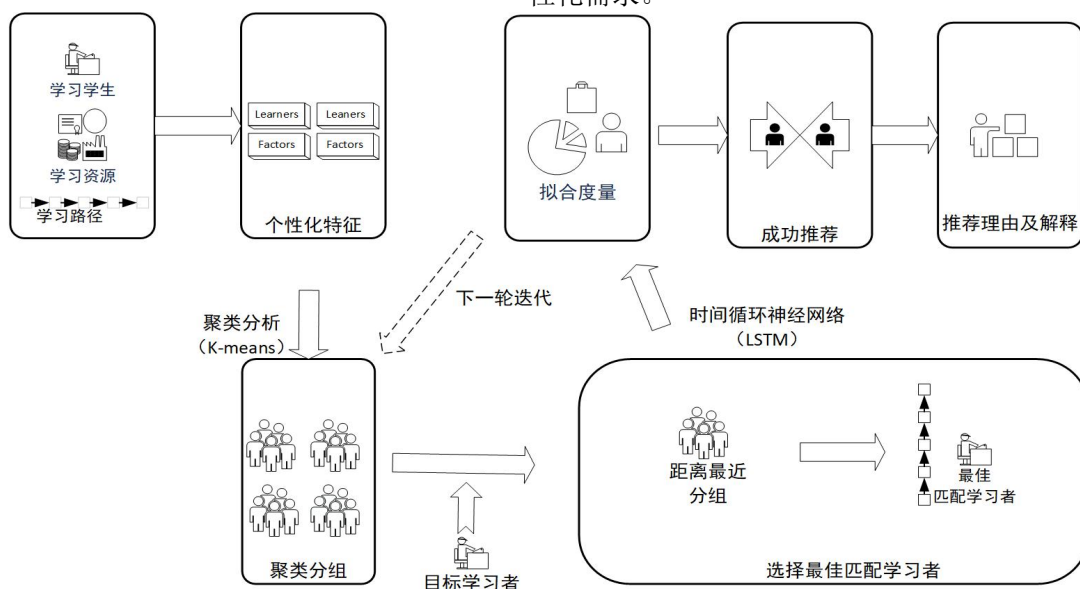 性化需求。
学习学生
学习资源
学习路径
Learners
Leaners
Factors
Factors
个性化特征
拟合度量
成功推荐
推荐理由及解释
下一轮迭代
聚类分析
（K-means）
时间循环神经网络
（LSTM）
聚类分组
目标学习者
距离最近
分组
最佳
匹配学习者
选择最佳匹配学习者